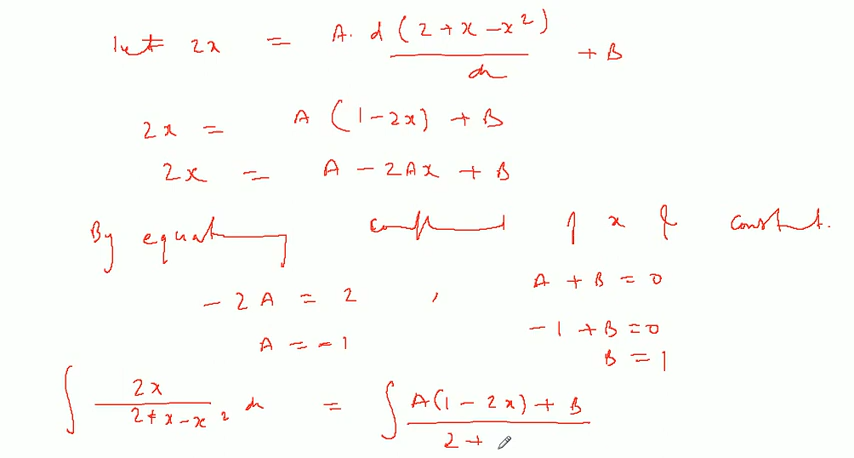 let 2x = A. d(2+x-x²)/dx + B
2x = A(1-2x) + B
2x = A - 2Ax + B
By equating coefficient of x & constant.
-2A = 2 , A + B = 0
A = -1 -1 + B = 0
B = 1
∫ 2x/(2+x-x²) dx = ∫ A(1-2x) + B / 2+